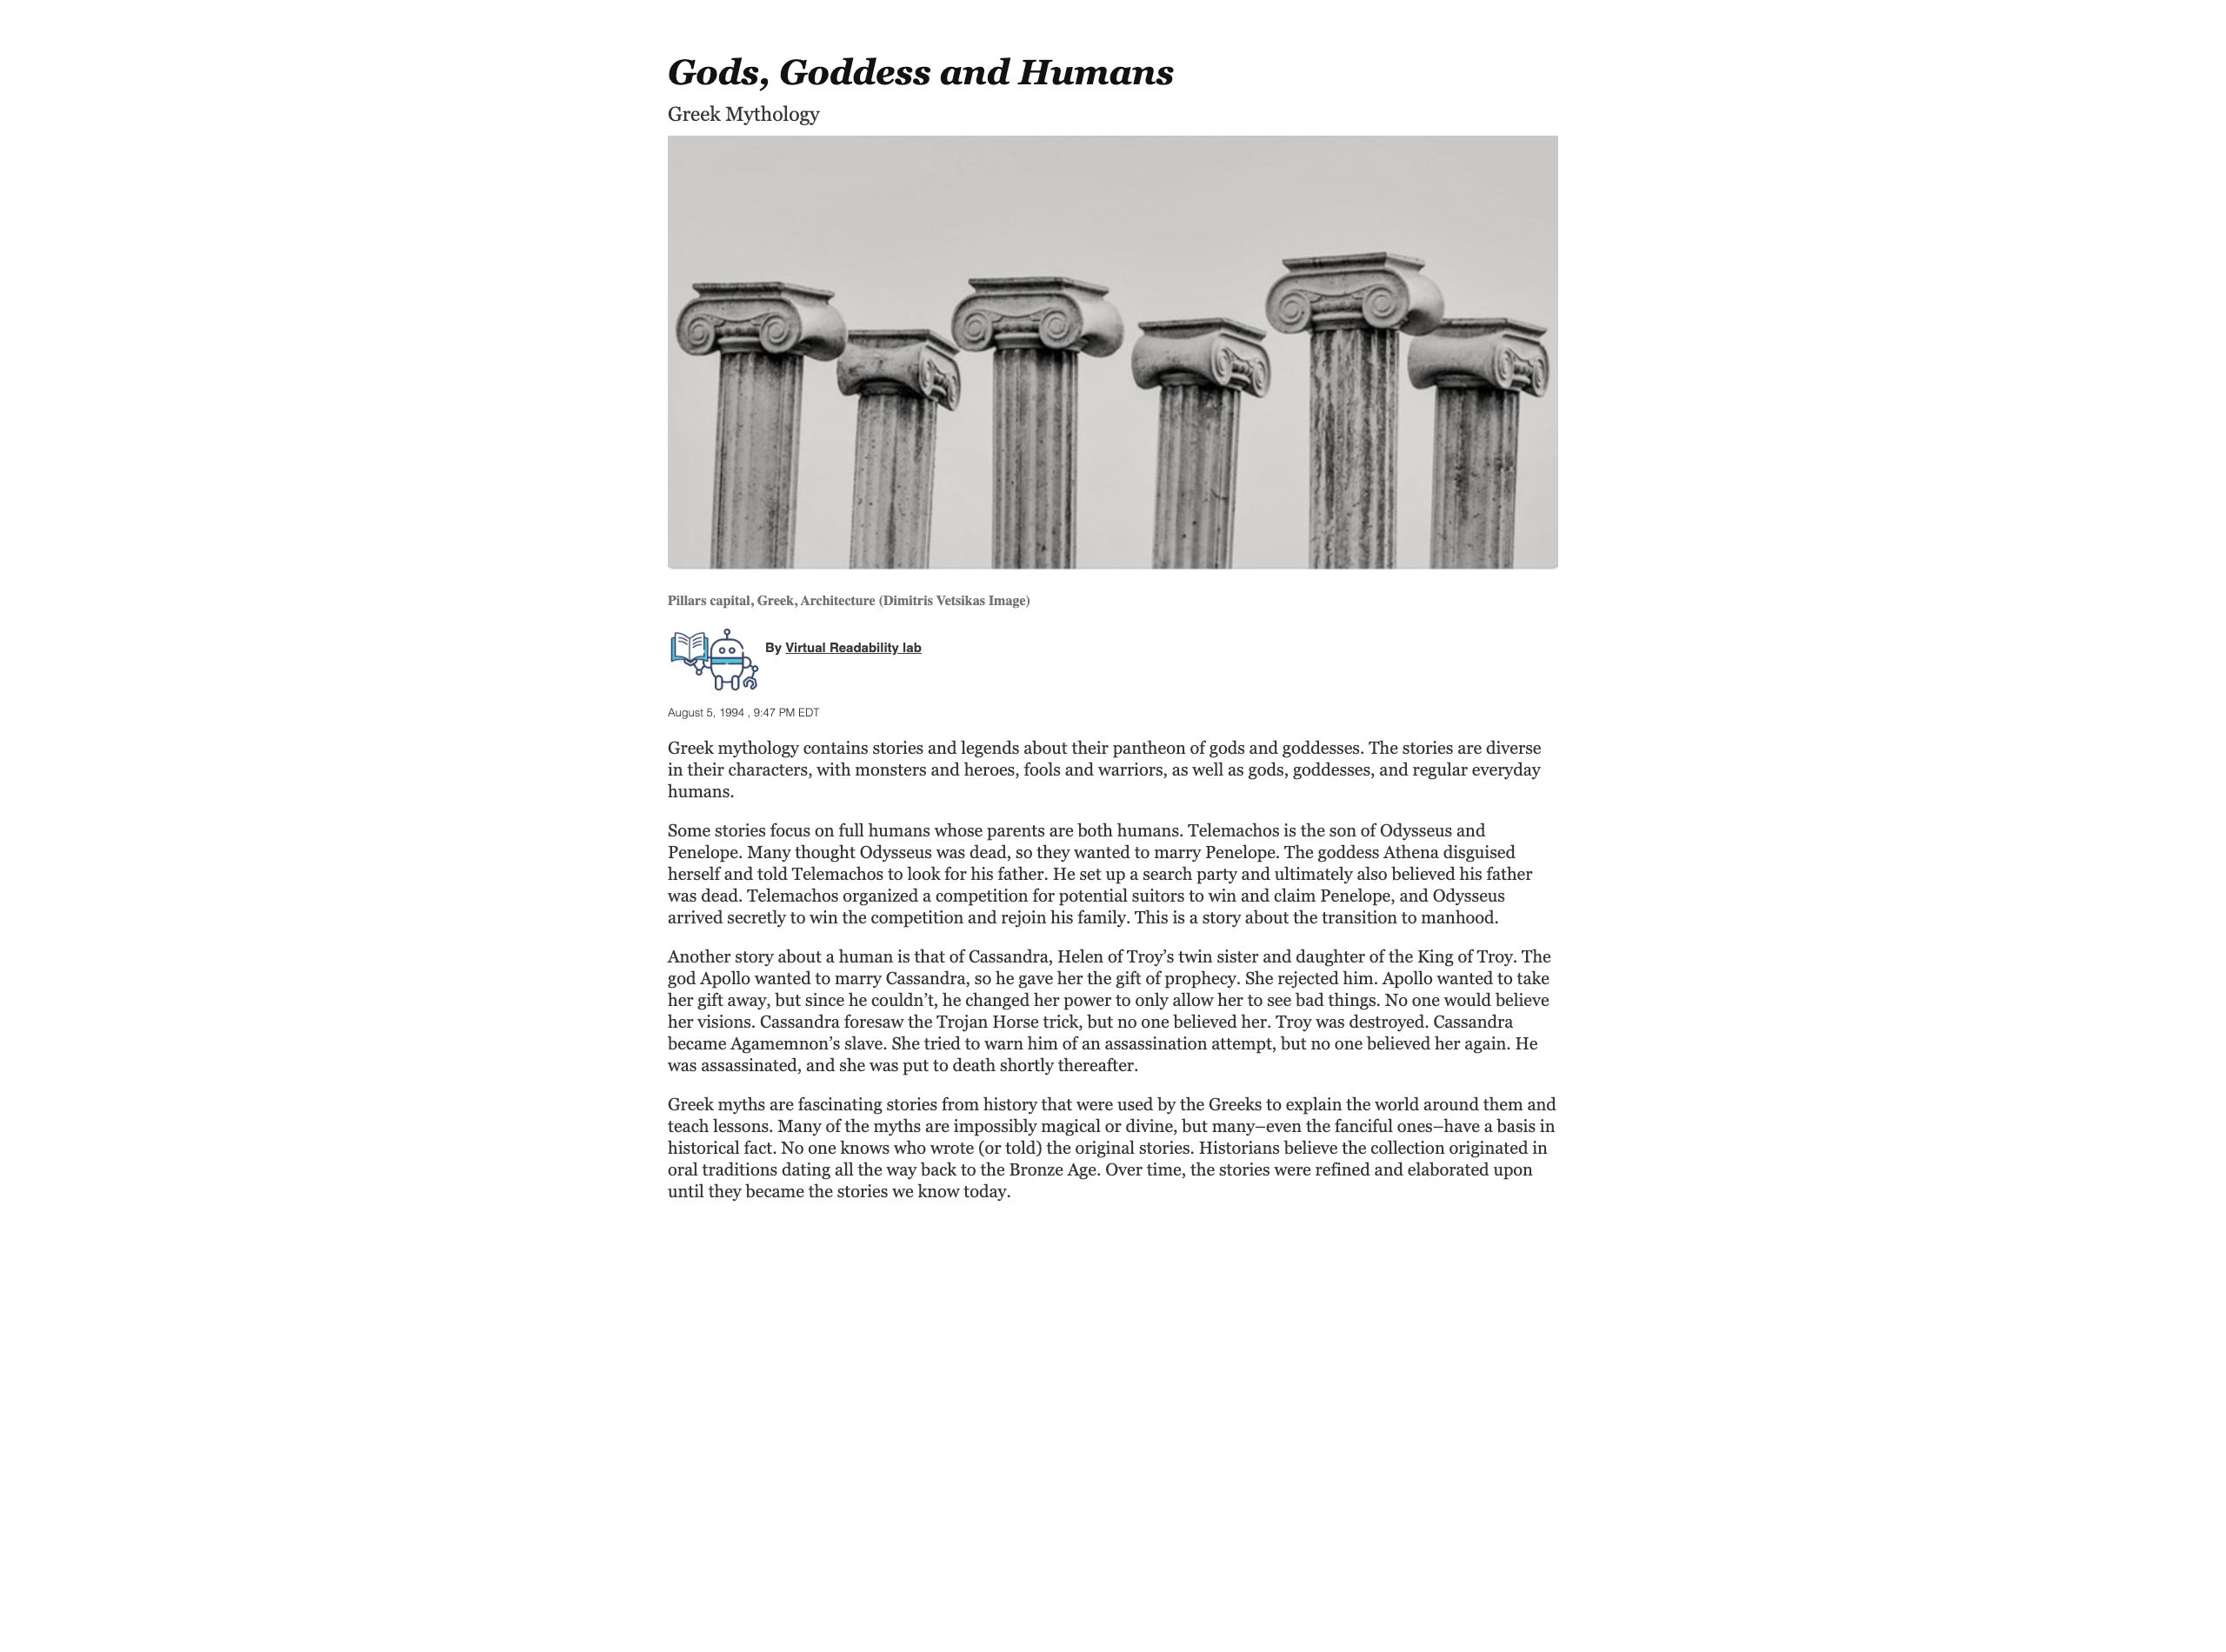 Gods, Goddess and Humans
Greek Mythology
Pillars capital, Greek, Architecture (Dimitris Vetsikas Image)
By Virtual Readability lab
August 5, 1994 , 9:47 PM EDT
Greek mythology contains stories and legends about their pantheon of gods and goddesses. The stories are diverse
in their characters, with monsters and heroes, fools and warriors, as well as gods, goddesses, and regular everyday
humans.
Some stories focus on full humans whose parents are both humans. Telemachos is the son of Odysseus and
Penelope. Many thought Odysseus was dead, so they wanted to marry Penelope. The goddess Athena disguised
herself and told Telemachos to look for his father. He set up a search party and ultimately also believed his father
was dead. Telemachos organized a competition for potential suitors to win and claim Penelope, and Odysseus
arrived secretly to win the competition and rejoin his family. This is a story about the transition to manhood.
Another story about a human is that of Cassandra, Helen of Troy’s twin sister and daughter of the King of Troy. The
god Apollo wanted to marry Cassandra, so he gave her the gift of prophecy. She rejected him. Apollo wanted to take
her gift away, but since he couldn’t, he changed her power to only allow her to see bad things. No one would believe
her visions. Cassandra foresaw the Trojan Horse trick, but no one believed her. Troy was destroyed. Cassandra
became Agamemnon’s slave. She tried to warn him of an assassination attempt, but no one believed her again. He
was assassinated, and she was put to death shortly thereafter.
Greek myths are fascinating stories from history that were used by the Greeks to explain the world around them and
teach lessons. Many of the myths are impossibly magical or divine, but many–even the fanciful ones–have a basis in
historical fact. No one knows who wrote (or told) the original stories. Historians believe the collection originated in
oral traditions dating all the way back to the Bronze Age. Over time, the stories were refined and elaborated upon
until they became the stories we know today.